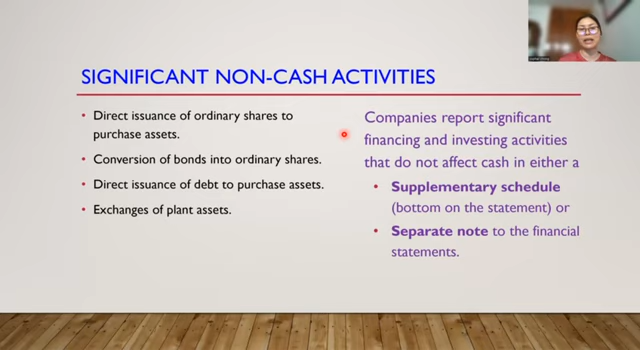 SIGNIFICANT NON-CASH ACTIVITIES
• Direct issuance of ordinary shares to
purchase assets.
• Conversion of bonds into ordinary shares.
• Direct issuance of debt to purchase assets.
• Exchanges of plant assets.
Companies report significant
financing and investing activities
that do not affect cash in either a
• Supplementary schedule
(bottom on the statement) or
• Separate note to the financial
statements.